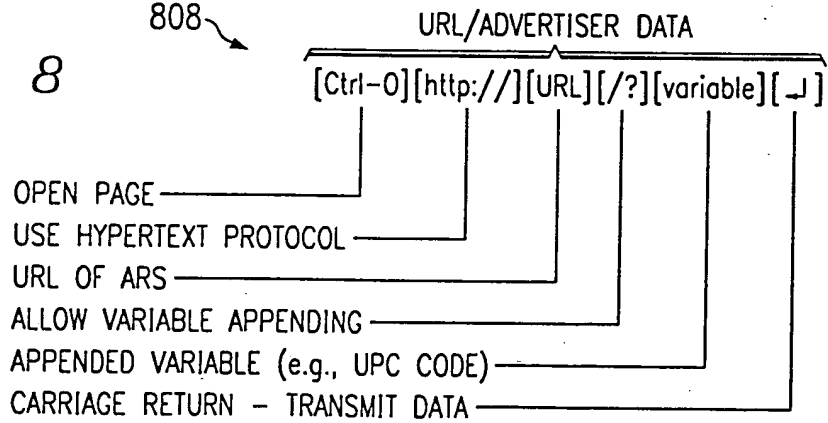 808
URL/ADVERTISER DATA
8
[Ctrl-O][http://][URL][/?][variable][↵]
OPEN PAGE
USE HYPERTEXT PROTOCOL
URL OF ARS
ALLOW VARIABLE APPENDING
APPENDED VARIABLE (e.g., UPC CODE)
CARRIAGE RETURN - TRANSMIT DATA